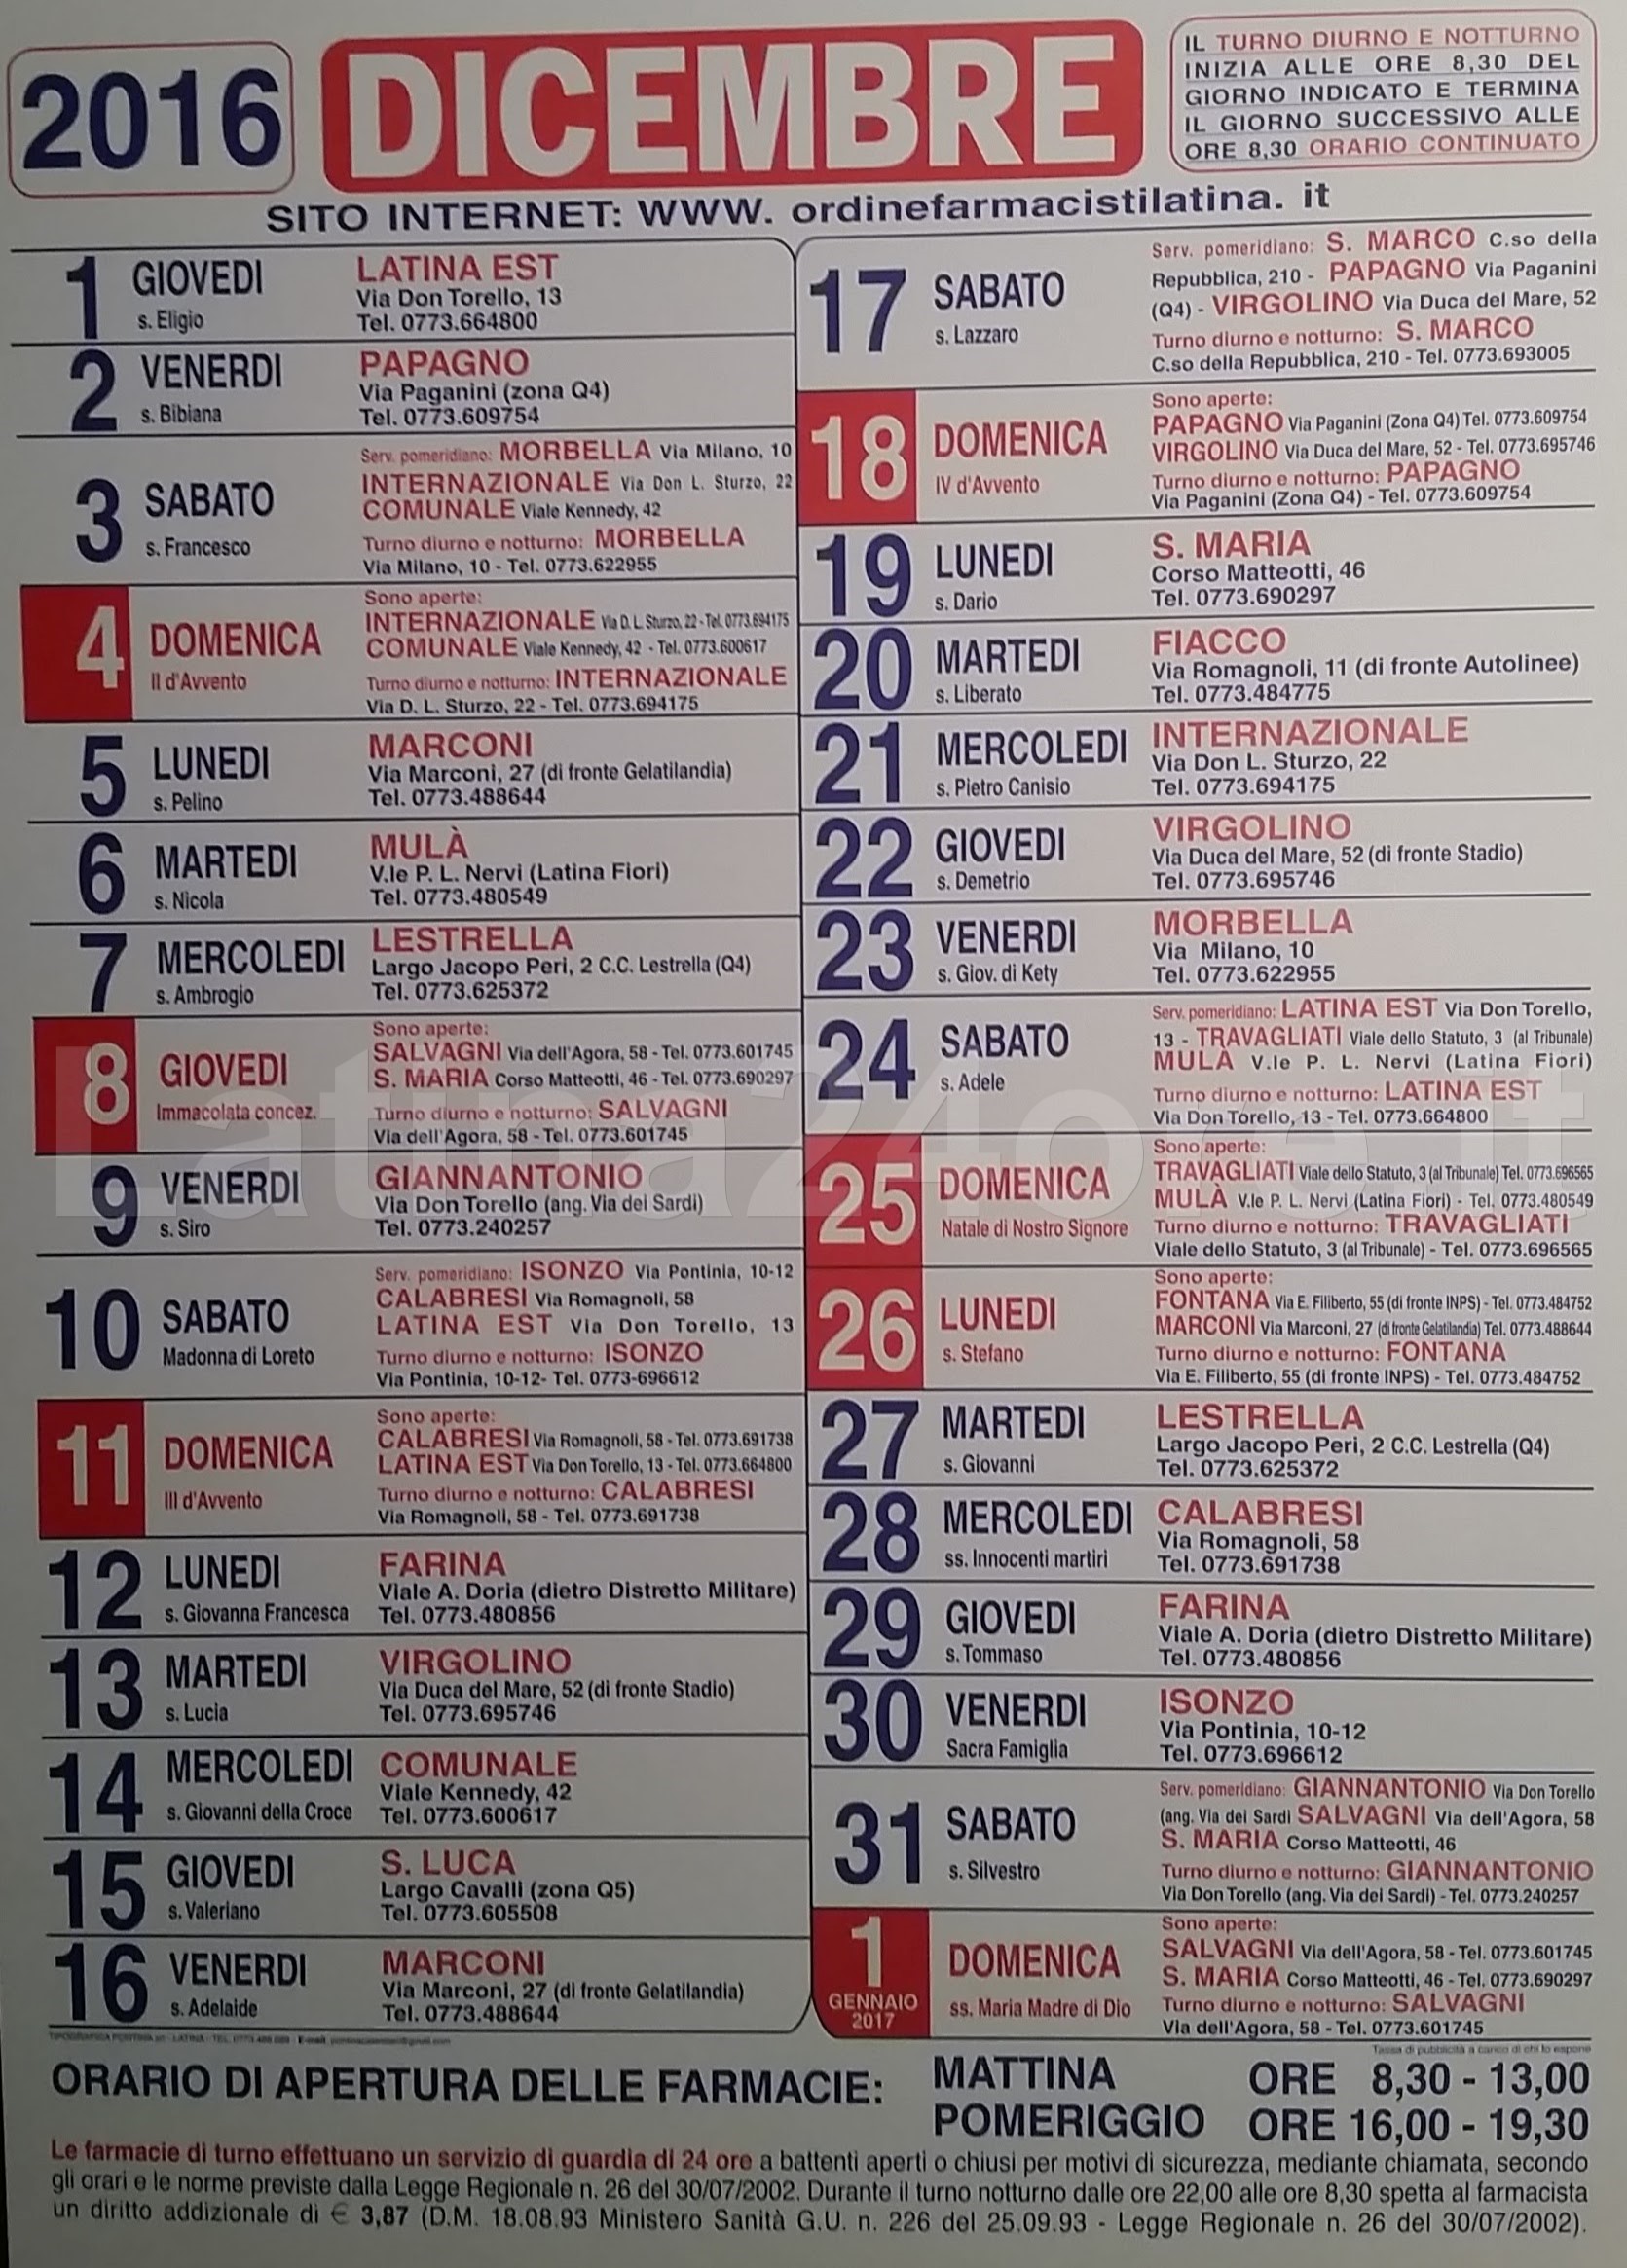 2016
DICEMBRE
IL TURNO DIURNO E NOTTURNO
INIZIA ALLE ORE 8,30 DEL
GIORNO INDICATO E TERMINA
IL GIORNO SUCCESSIVO ALLE
ORE 8,30 ORARIO CONTINUATO
SITO INTERNET: WWW. ordinefarmacistilatina. it
1 GIOVEDI
s. Eligio
LATINA EST
Via Don Torello, 13
Tel. 0773.664800
2 VENERDI
s. Bibiana
PAPAGNO
Via Paganini (zona Q4)
Tel. 0773.609754
3 SABATO
s. Francesco
Serv. pomeridiano: MORBELLA Via Milano, 10
INTERNAZIONALE Via Don L. Sturzo, 22
COMUNALE Viale Kennedy, 42
Turno diurno e notturno: MORBELLA
Via Milano, 10 - Tel. 0773.622955
4 DOMENICA
II d'Avvento
Sono aperte:
INTERNAZIONALE Via D. L. Sturzo, 22 - Tel. 0773.694175
COMUNALE Viale Kennedy, 42 - Tel. 0773.600617
Turno diurno e notturno: INTERNAZIONALE
Via D. L. Sturzo, 22 - Tel. 0773.694175
5 LUNEDI
s. Pelino
MARCONI
Via Marconi, 27 (di fronte Gelatilandia)
Tel. 0773.488644
6 MARTEDI
s. Nicola
MULÀ
V.le P. L. Nervi (Latina Fiori)
Tel. 0773.480549
7 MERCOLEDI
s. Ambrogio
LESTRELLA
Largo Jacopo Peri, 2 C.C. Lestrella (Q4)
Tel. 0773.625372
8 GIOVEDI
Immacolata concez.
Sono aperte:
SALVAGNI Via dell'Agora, 58 - Tel. 0773.601745
S. MARIA Corso Matteotti, 46 - Tel. 0773.690297
Turno diurno e notturno: SALVAGNI
Via dell'Agora, 58 - Tel. 0773.601745
9 VENERDI
s. Siro
GIANNANTONIO
Via Don Torello (ang. Via dei Sardi)
Tel. 0773.240257
10 SABATO
Madonna di Loreto
Serv. pomeridiano: ISONZO Via Pontinia, 10-12
CALABRESI Via Romagnoli, 58
LATINA EST Via Don Torello, 13
Turno diurno e notturno: ISONZO
Via Pontinia, 10-12- Tel. 0773-696612
11 DOMENICA
III d'Avvento
Sono aperte:
CALABRESI Via Romagnoli, 58 - Tel. 0773.691738
LATINA EST Via Don Torello, 13 - Tel. 0773.664800
Turno diurno e notturno: CALABRESI
Via Romagnoli, 58 - Tel. 0773.691738
12 LUNEDI
s. Giovanna Francesca
FARINA
Viale A. Doria (dietro Distretto Militare)
Tel. 0773.480856
13 MARTEDI
s. Lucia
VIRGOLINO
Via Duca del Mare, 52 (di fronte Stadio)
Tel. 0773.695746
14 MERCOLEDI
s. Giovanni della Croce
COMUNALE
Viale Kennedy, 42
Tel. 0773.600617
15 GIOVEDI
s. Valeriano
S. LUCA
Largo Cavalli (zona Q5)
Tel. 0773.605508
16 VENERDI
s. Adelaide
MARCONI
Via Marconi, 27 (di fronte Gelatilandia)
Tel. 0773.488644
17 SABATO
s. Lazzaro
Serv. pomeridiano: S. MARCO C.so della
Repubblica, 210 - PAPAGNO Via Paganini
(Q4) - VIRGOLINO Via Duca del Mare, 52
Turno diurno e notturno: S. MARCO
C.so della Repubblica, 210 - Tel. 0773.693005
18 DOMENICA
IV d'Avvento
Sono aperte:
PAPAGNO Via Paganini (Zona Q4) Tel. 0773.609754
VIRGOLINO Via Duca del Mare, 52 - Tel. 0773.695746
Turno diurno e notturno: PAPAGNO
Via Paganini (Zona Q4) - Tel. 0773.609754
19 LUNEDI
s. Dario
S. MARIA
Corso Matteotti, 46
Tel. 0773.690297
20 MARTEDI
s. Liberato
FIACCO
Via Romagnoli, 11 (di fronte Autolinee)
Tel. 0773.484775
21 MERCOLEDI
s. Pietro Canisio
INTERNAZIONALE
Via Don L. Sturzo, 22
Tel. 0773.694175
22 GIOVEDI
s. Demetrio
VIRGOLINO
Via Duca del Mare, 52 (di fronte Stadio)
Tel. 0773.695746
23 VENERDI
s. Giov. di Kety
MORBELLA
Via Milano, 10
Tel. 0773.622955
24 SABATO
s. Adele
Serv. pomeridiano: LATINA EST Via Don Torello,
13 - TRAVAGLIATI Viale dello Statuto, 3 (al Tribunale)
MULÀ V.le P. L. Nervi (Latina Fiori)
Turno diurno e notturno: LATINA EST
Via Don Torello, 13 - Tel. 0773.664800
25 DOMENICA
Natale di Nostro Signore
Sono aperte:
TRAVAGLIATI Viale dello Statuto, 3 (al Tribunale) Tel. 0773.696565
MULÀ V.le P. L. Nervi (Latina Fiori) - Tel. 0773.480549
Turno diurno e notturno: TRAVAGLIATI
Viale dello Statuto, 3 (al Tribunale) - Tel. 0773.696565
26 LUNEDI
s. Stefano
Sono aperte:
FONTANA Via E. Filiberto, 55 (di fronte INPS) - Tel. 0773.484752
MARCONI Via Marconi, 27 (di fronte Gelatilandia) Tel. 0773.488644
Turno diurno e notturno: FONTANA
Via E. Filiberto, 55 (di fronte INPS) - Tel. 0773.484752
27 MARTEDI
s. Giovanni
LESTRELLA
Largo Jacopo Peri, 2 C.C. Lestrella (Q4)
Tel. 0773.625372
28 MERCOLEDI
ss. Innocenti martiri
CALABRESI
Via Romagnoli, 58
Tel. 0773.691738
29 GIOVEDI
s. Tommaso
FARINA
Viale A. Doria (dietro Distretto Militare)
Tel. 0773.480856
30 VENERDI
Sacra Famiglia
ISONZO
Via Pontinia, 10-12
Tel. 0773.696612
31 SABATO
s. Silvestro
Serv. pomeridiano: GIANNANTONIO Via Don Torello
(ang. Via dei Sardi SALVAGNI Via dell'Agora, 58
S. MARIA Corso Matteotti, 46
Turno diurno e notturno: GIANNANTONIO
Via Don Torello (ang. Via dei Sardi) - Tel. 0773.240257
1 DOMENICA
GENNAIO
2017
ss. Maria Madre di Dio
Sono aperte:
SALVAGNI Via dell'Agora, 58 - Tel. 0773.601745
S. MARIA Corso Matteotti, 46 - Tel. 0773.690297
Turno diurno e notturno: SALVAGNI
Via dell'Agora, 58 - Tel. 0773.601745
Latina24ore.it
Tassa di pubblicità a carico di chi lo espone
ORARIO DI APERTURA DELLE FARMACIE:
MATTINA ORE 8,30 - 13,00
POMERIGGIO ORE 16,00 - 19,30
Le farmacie di turno effettuano un servizio di guardia di 24 ore a battenti aperti o chiusi per motivi di sicurezza, mediante chiamata, secondo
gli orari e le norme previste dalla Legge Regionale n. 26 del 30/07/2002. Durante il turno notturno dalle ore 22,00 alle ore 8,30 spetta al farmacista
un diritto addizionale di € 3,87 (D.M. 18.08.93 Ministero Sanità G.U. n. 226 del 25.09.93 - Legge Regionale n. 26 del 30/07/2002).